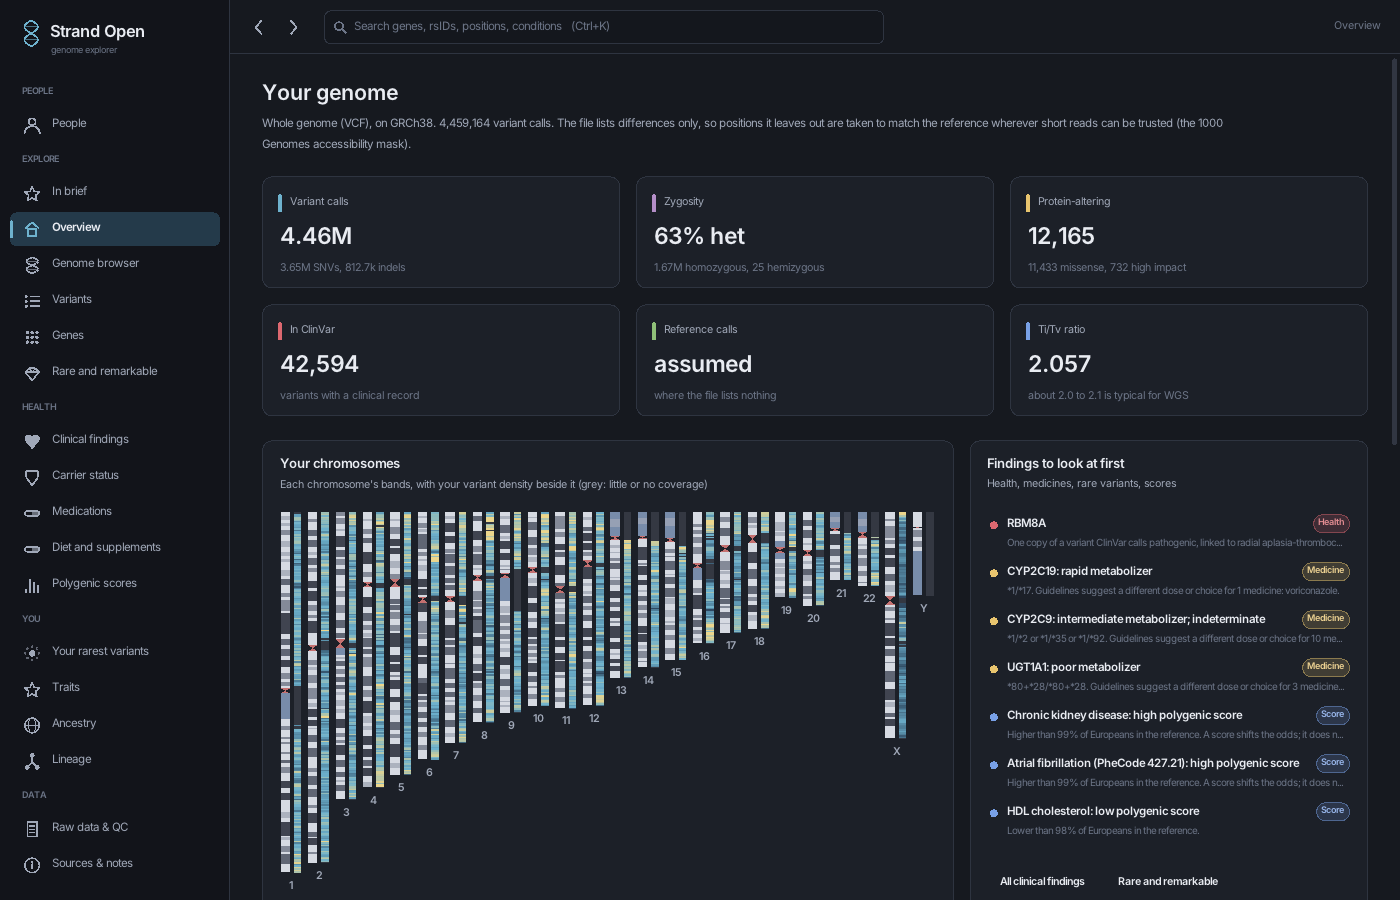 Strand Open
genome explorer
PEOPLE
People
EXPLORE
In brief
Overview
Genome browser
Variants
Genes
Rare and remarkable
HEALTH
Clinical findings
Carrier status
Medications
Diet and supplements
Polygenic scores
YOU
Your rarest variants
Traits
Ancestry
Lineage
DATA
Raw data & QC
Sources & notes
Search genes, rsIDs, positions, conditions (Ctrl+K)
Overview
Your genome
Whole genome (VCF), on GRCh38. 4,459,164 variant calls. The file lists differences only, so positions it leaves out are taken to match the reference wherever short reads can be trusted (the 1000
Genomes accessibility mask).
Variant calls
4.46M
3.65M SNVs, 812.7k indels
Zygosity
63% het
1.67M homozygous, 25 hemizygous
Protein-altering
12,165
11,433 missense, 732 high impact
In ClinVar
42,594
variants with a clinical record
Reference calls
assumed
where the file lists nothing
Ti/Tv ratio
2.057
about 2.0 to 2.1 is typical for WGS
Your chromosomes
Each chromosome's bands, with your variant density beside it (grey: little or no coverage)
1
2
3
4
5
6
7
8
9
10
11
12
13
14
15
16
17
18
19
20
21
22
X
Y
Findings to look at first
Health, medicines, rare variants, scores
RBM8A
Health
One copy of a variant ClinVar calls pathogenic, linked to radial aplasia-thromboc...
CYP2C19: rapid metabolizer
Medicine
*1/*17. Guidelines suggest a different dose or choice for 1 medicine: voriconazole.
CYP2C9: intermediate metabolizer; indeterminate
Medicine
*1/*2 or *1/*35 or *1/*92. Guidelines suggest a different dose or choice for 10 me...
UGT1A1: poor metabolizer
Medicine
*80+*28/*80+*28. Guidelines suggest a different dose or choice for 3 medicine...
Chronic kidney disease: high polygenic score
Score
Higher than 99% of Europeans in the reference. A score shifts the odds; it does n...
Atrial fibrillation (PheCode 427.21): high polygenic score
Score
Higher than 99% of Europeans in the reference. A score shifts the odds; it does n...
HDL cholesterol: low polygenic score
Score
Lower than 98% of Europeans in the reference.
All clinical findings
Rare and remarkable